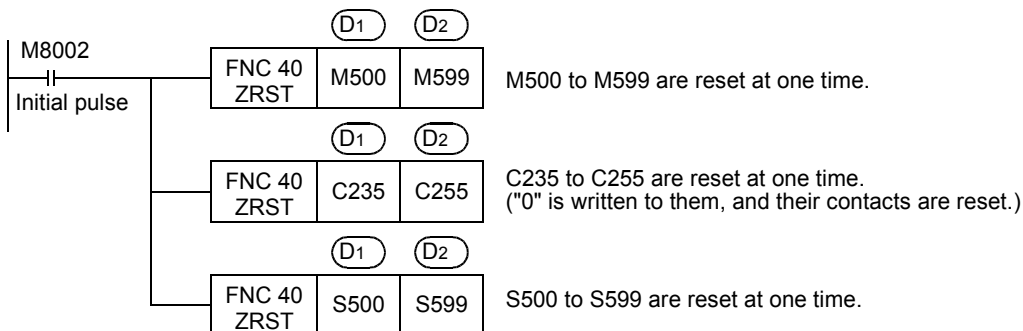 D1 D2
M8002
FNC 40
ZRST
M500 M599
M500 to M599 are reset at one time.
Initial pulse
D1 D2
FNC 40
ZRST
C235 C255
C235 to C255 are reset at one time.
("0" is written to them, and their contacts are reset.)
D1 D2
FNC 40
ZRST
S500 S599
S500 to S599 are reset at one time.